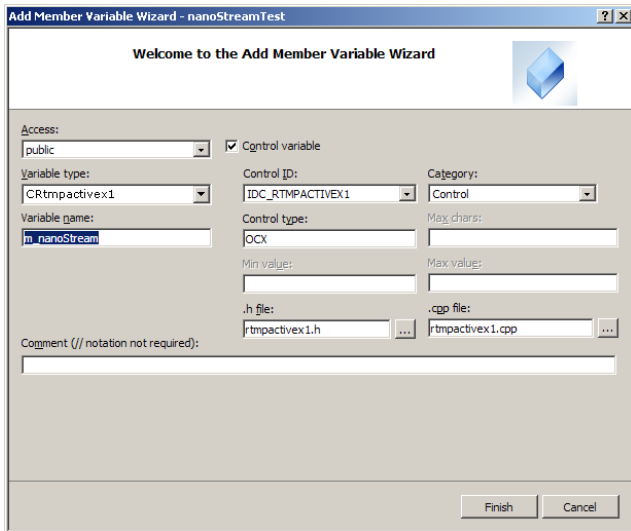 Add Member Variable Wizard - nanoStreamTest
Welcome to the Add Member Variable Wizard
Access:
public
Control variable
Variable type:
Control ID:
Category:
CRtmpactivex1
IDC_RTMPACTIVEX1
Control
Variable name:
Control type:
Max chars:
m_nanoStream
OCX
Min value:
Max value:
.h file:
.cpp file:
rtmpactivex1.h
...
rtmpactivex1.cpp
...
Comment (// notation not required):
Finish
Cancel